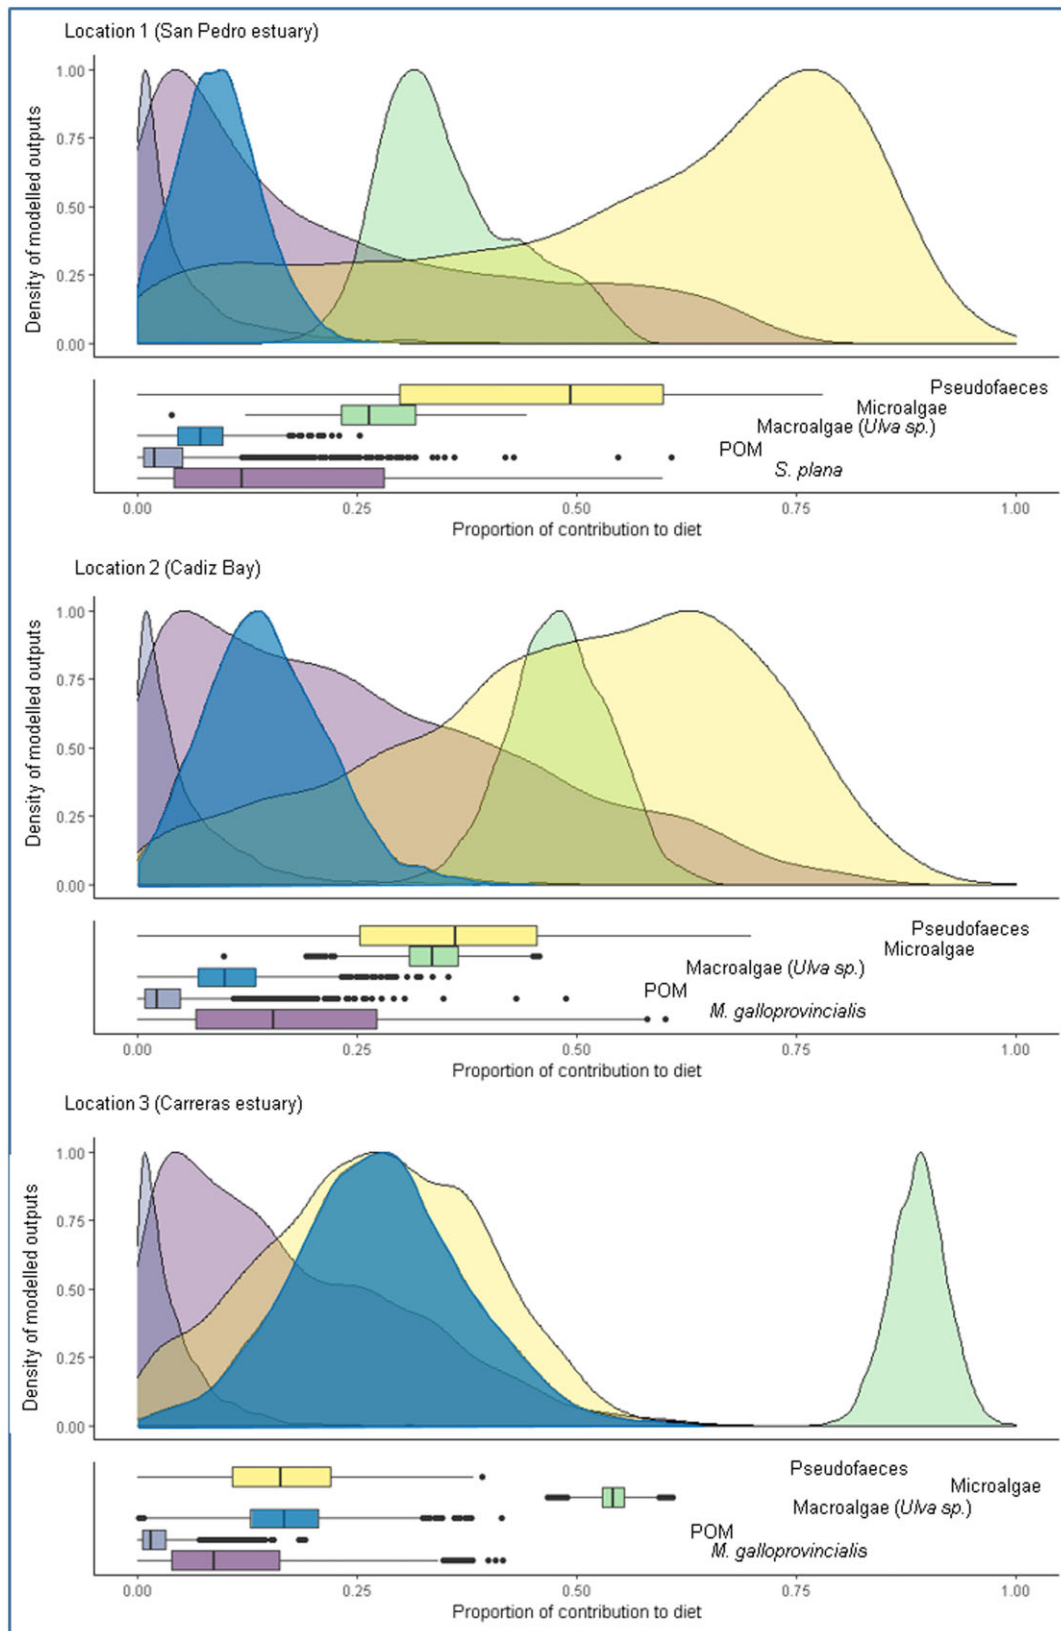 Location 1 (San Pedro estuary)
Density of modelled outputs
1.00
0.75
0.50
0.25
0.00
Pseudofaeces
Microalgae
Macroalgae (Ulva sp.)
POM
S. plana
0.00 0.25 0.50 0.75 1.00
Proportion of contribution to diet
Location 2 (Cadiz Bay)
Density of modelled outputs
1.00
0.75
0.50
0.25
0.00
Pseudofaeces
Microalgae
Macroalgae (Ulva sp.)
POM
M. galloprovincialis
0.00 0.25 0.50 0.75 1.00
Proportion of contribution to diet
Location 3 (Carreras estuary)
Density of modelled outputs
1.00
0.75
0.50
0.25
0.00
Pseudofaeces
Microalgae
Macroalgae (Ulva sp.)
POM
M. galloprovincialis
0.00 0.25 0.50 0.75 1.00
Proportion of contribution to diet